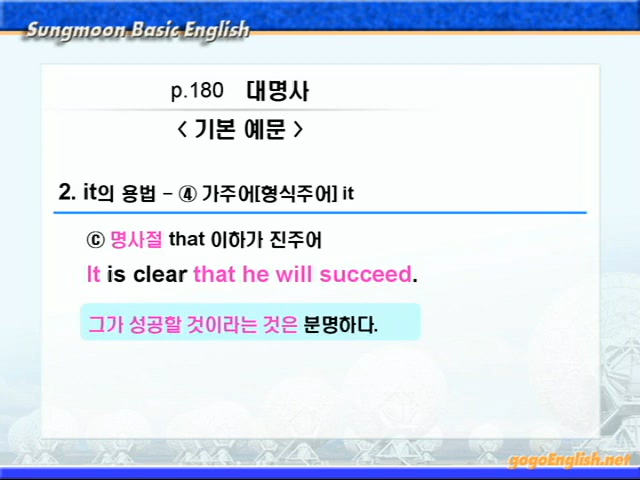 Sungmoon Basic English
p.180 대명사
< 기본 예문 >
2. it의 용법 - ④ 가주어[형식주어] it
ⓒ 명사절 that 이하가 진주어
It is clear that he will succeed.
그가 성공할 것이라는 것은 분명하다.
gogoEnglish.net